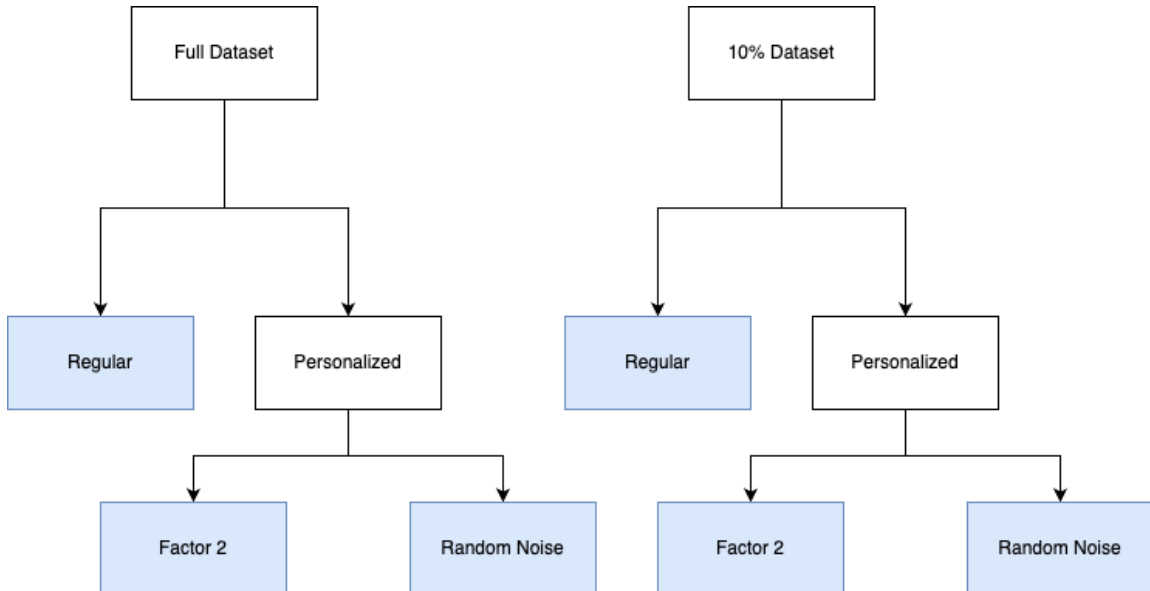 Full Dataset
10% Dataset
Regular
Personalized
Regular
Personalized
Factor 2
Random Noise
Factor 2
Random Noise